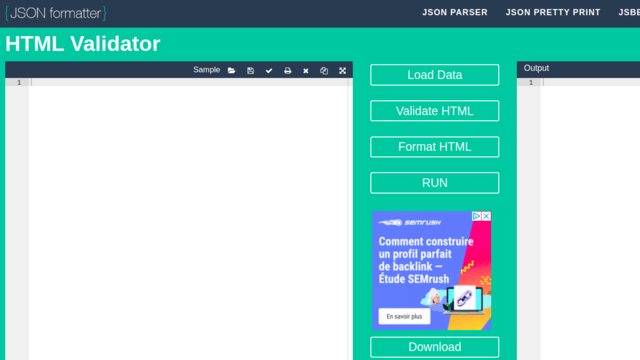 {JSON formatter}
JSON PARSER
JSON PRETTY PRINT
JSBE
HTML Validator
Sample
1
Load Data
Validate HTML
Format HTML
RUN
SEMRUSH
Comment construire
un profil parfait
de backlink —
Étude SEMrush
En savoir plus
Download
Output
1